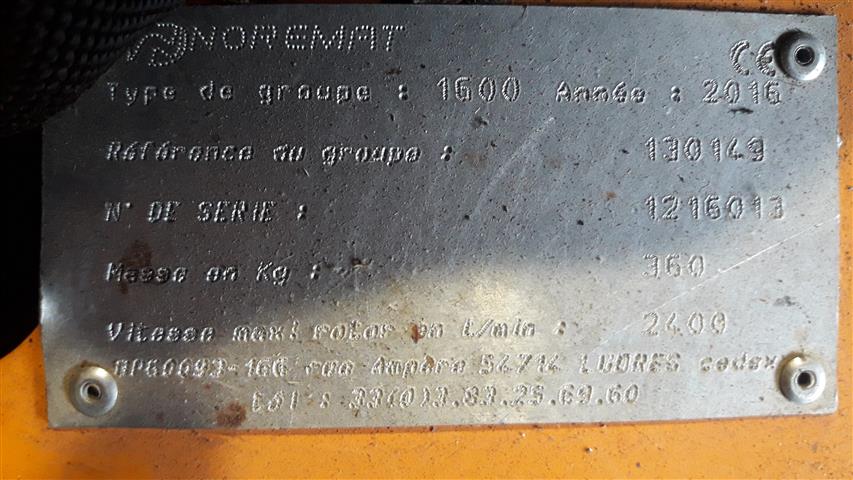 NOREMAT CE
Type de groupe : 1600 Année : 2016
Référence du groupe : 130149
N° DE SERIE : 1216013
Masse en Kg : 360
Vitesse maxi rotor en t/min : 2400
BP60093-166 rue Ampère 54714 LUDRES cedex
tél : 33(0)3.83.25.69.60